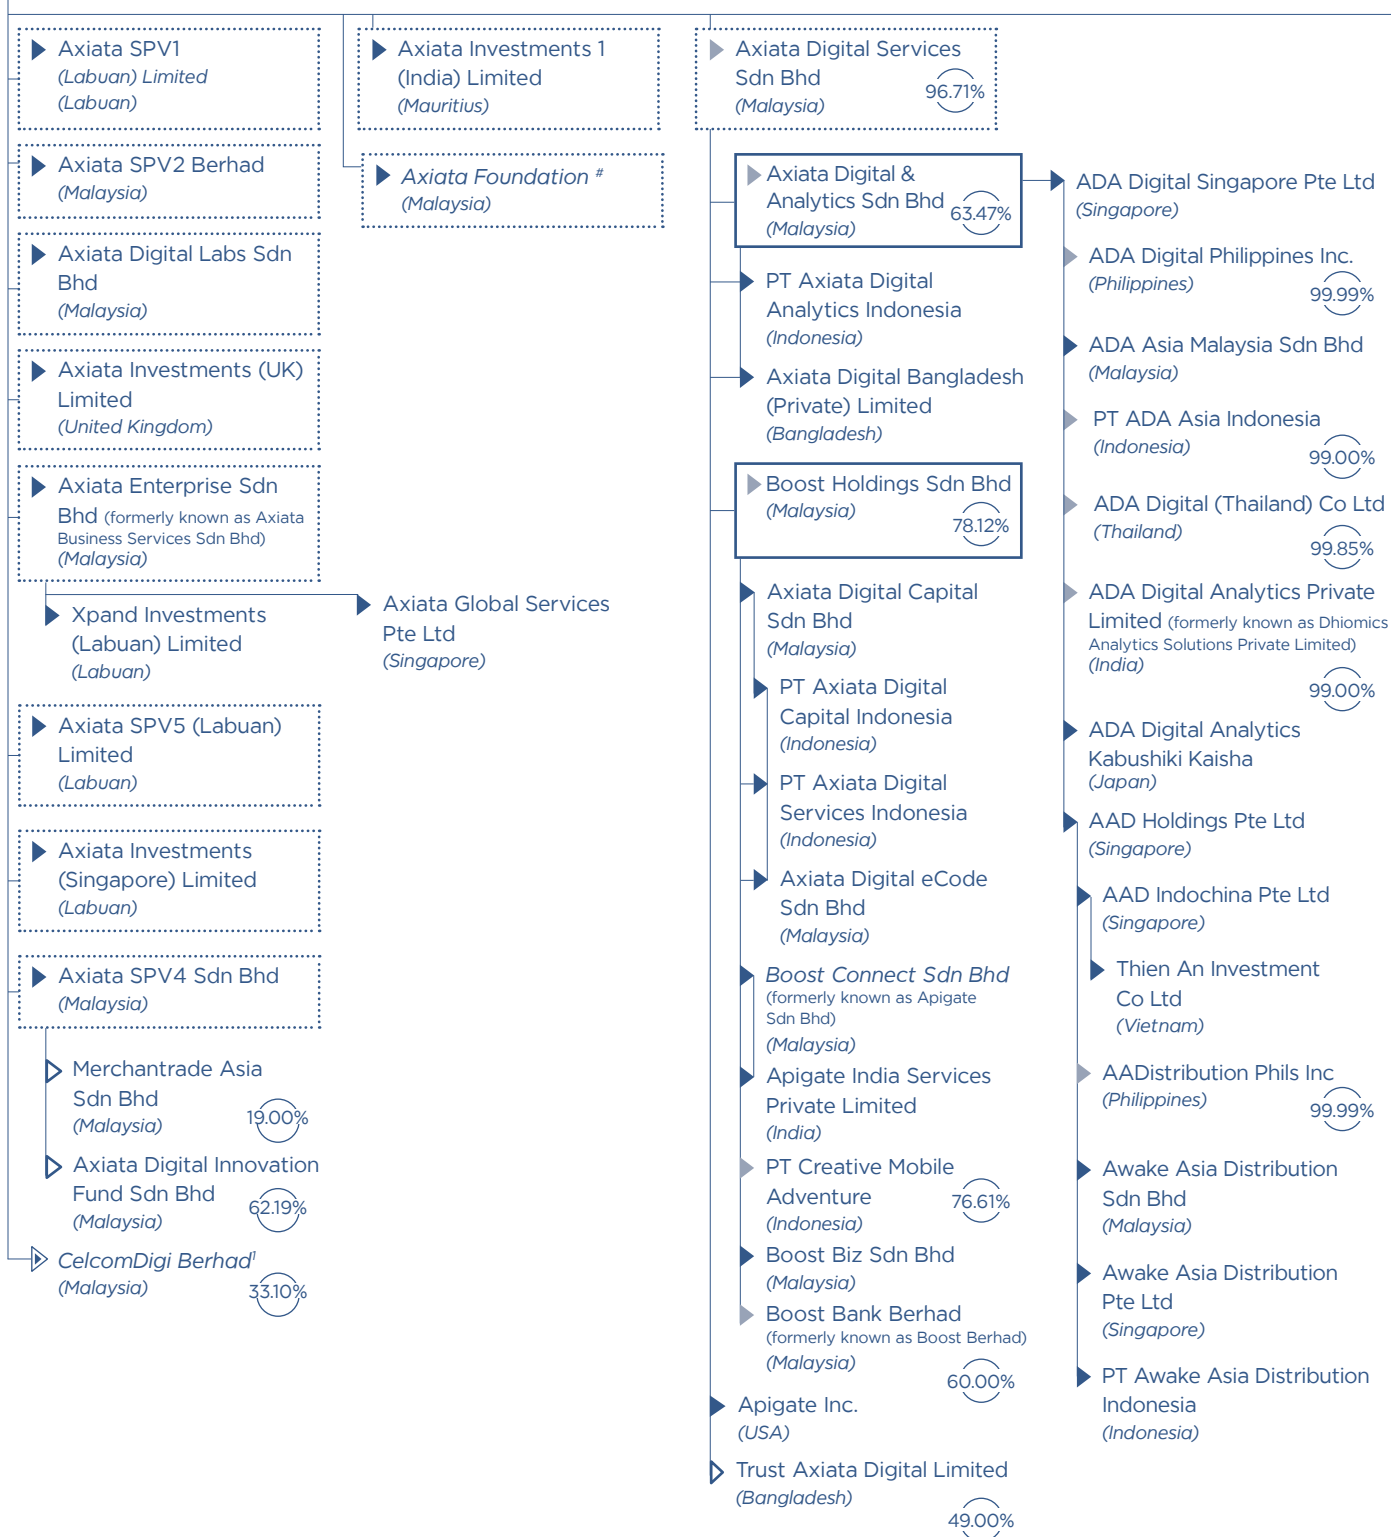 Axiata SPV1
(Labuan) Limited
(Labuan)
Axiata SPV2 Berhad
(Malaysia)
Axiata Digital Labs Sdn
Bhd
(Malaysia)
Axiata Investments (UK)
Limited
(United Kingdom)
Axiata Enterprise Sdn
Bhd (formerly known as Axiata
Business Services Sdn Bhd)
(Malaysia)
Xpand Investments
(Labuan) Limited
(Labuan)
Axiata Global Services
Pte Ltd
(Singapore)
Axiata SPV5 (Labuan)
Limited
(Labuan)
Axiata Investments
(Singapore) Limited
(Labuan)
Axiata SPV4 Sdn Bhd
(Malaysia)
Merchantrade Asia
Sdn Bhd
(Malaysia)
19.00%
Axiata Digital Innovation
Fund Sdn Bhd
(Malaysia)
62.19%
CelcomDigi Berhad¹
(Malaysia)
33.10%
Axiata Investments 1
(India) Limited
(Mauritius)
Axiata Foundation #
(Malaysia)
Axiata Digital Services
Sdn Bhd
(Malaysia)
96.71%
Axiata Digital &
Analytics Sdn Bhd
(Malaysia)
63.47%
PT Axiata Digital
Analytics Indonesia
(Indonesia)
Axiata Digital Bangladesh
(Private) Limited
(Bangladesh)
Boost Holdings Sdn Bhd
(Malaysia)
78.12%
Axiata Digital Capital
Sdn Bhd
(Malaysia)
PT Axiata Digital
Capital Indonesia
(Indonesia)
PT Axiata Digital
Services Indonesia
(Indonesia)
Axiata Digital eCode
Sdn Bhd
(Malaysia)
Boost Connect Sdn Bhd
(formerly known as Apigate
Sdn Bhd)
(Malaysia)
Apigate India Services
Private Limited
(India)
PT Creative Mobile
Adventure
(Indonesia)
76.61%
Boost Biz Sdn Bhd
(Malaysia)
Boost Bank Berhad
(formerly known as Boost Berhad)
(Malaysia)
60.00%
Apigate Inc.
(USA)
Trust Axiata Digital Limited
(Bangladesh)
49.00%
ADA Digital Singapore Pte Ltd
(Singapore)
ADA Digital Philippines Inc.
(Philippines)
99.99%
ADA Asia Malaysia Sdn Bhd
(Malaysia)
PT ADA Asia Indonesia
(Indonesia)
99.00%
ADA Digital (Thailand) Co Ltd
(Thailand)
99.85%
ADA Digital Analytics Private
Limited (formerly known as Dhiomics
Analytics Solutions Private Limited)
(India)
99.00%
ADA Digital Analytics
Kabushiki Kaisha
(Japan)
AAD Holdings Pte Ltd
(Singapore)
AAD Indochina Pte Ltd
(Singapore)
Thien An Investment
Co Ltd
(Vietnam)
AADistribution Phils Inc
(Philippines)
99.99%
Awake Asia Distribution
Sdn Bhd
(Malaysia)
Awake Asia Distribution
Pte Ltd
(Singapore)
PT Awake Asia Distribution
Indonesia
(Indonesia)